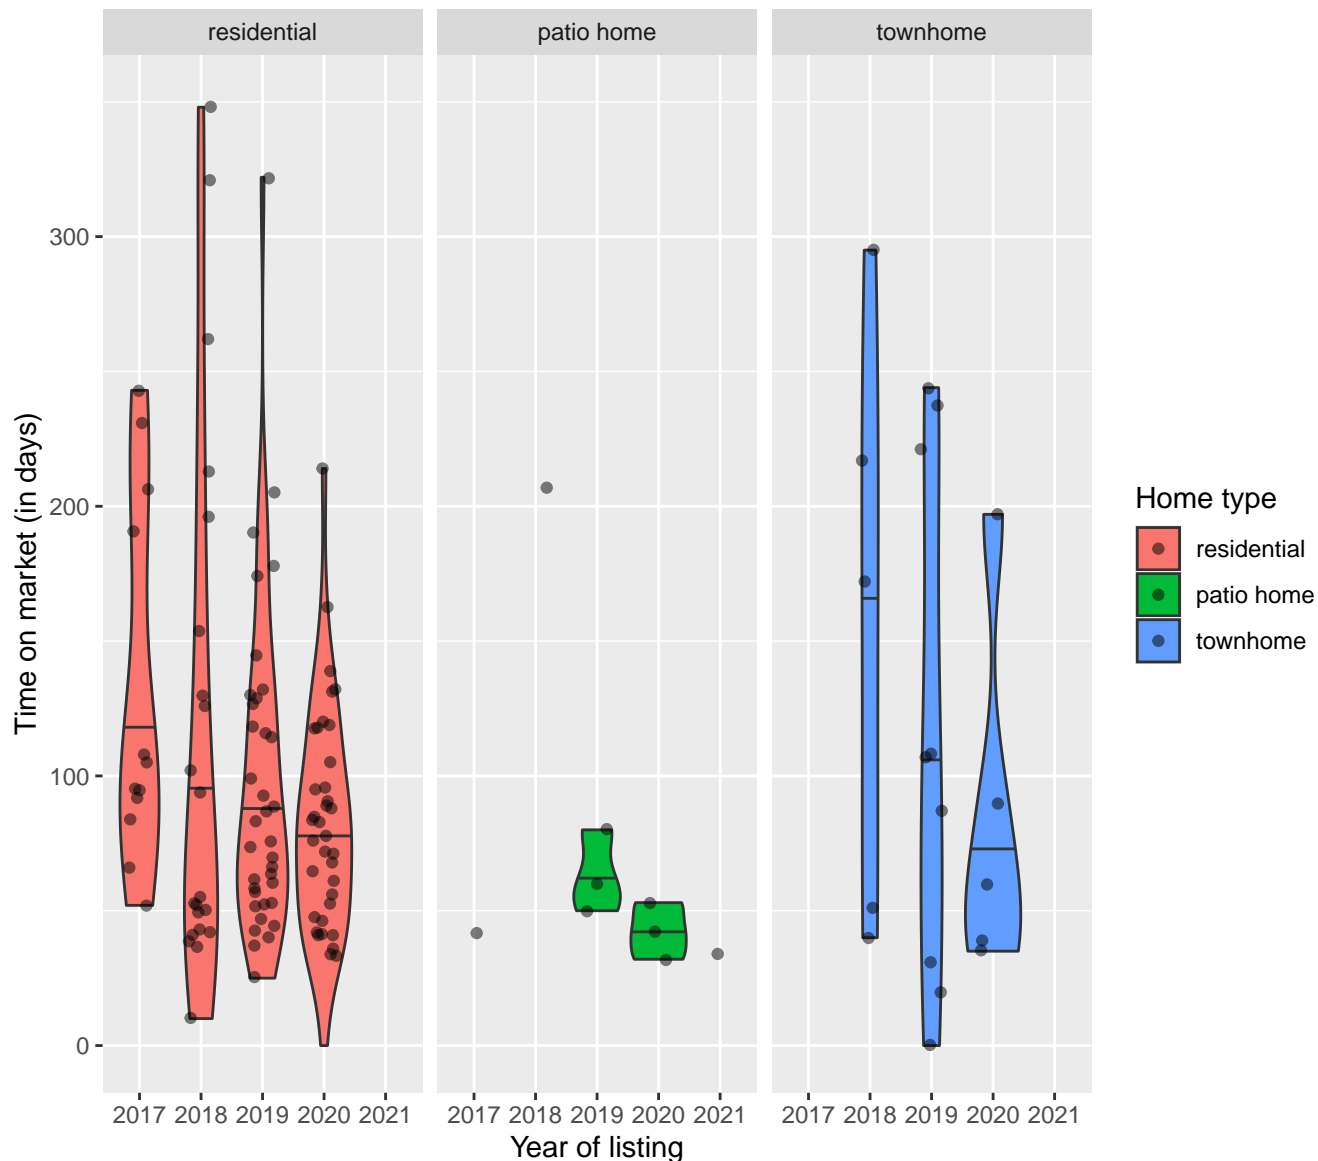 residential patio home townhome
300
200
100
0
Time on market (in days)
2017 2018 2019 2020 2021 2017 2018 2019 2020 2021 2017 2018 2019 2020 2021
Year of listing
Home type
residential
patio home
townhome